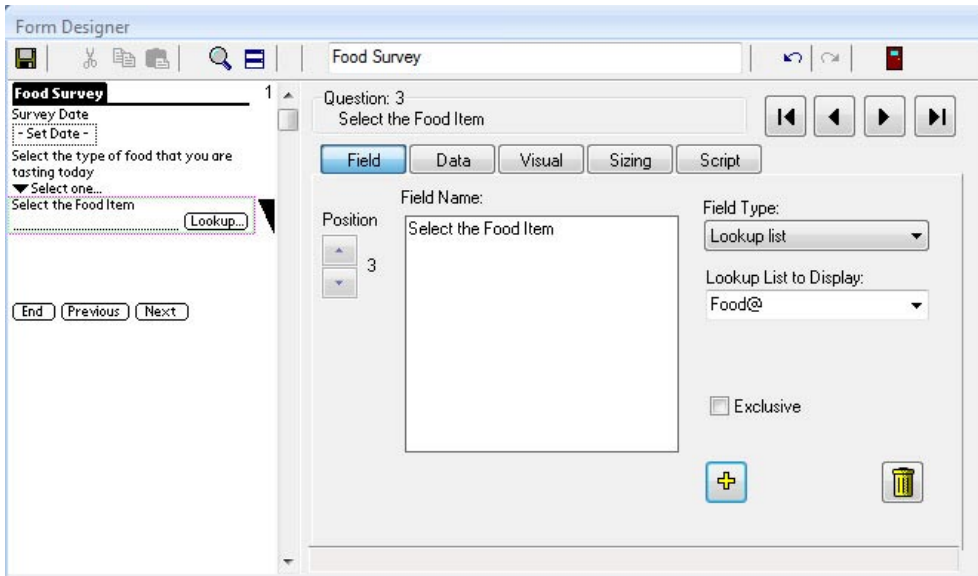 Form Designer
Food Survey
Food Survey 1
Survey Date
- Set Date -
Select the type of food that you are
tasting today
Select one...
Select the Food Item
Lookup...
End Previous Next
Question: 3
Select the Food Item
Field Data Visual Sizing Script
Position
3
Field Name:
Select the Food Item
Field Type:
Lookup list
Lookup List to Display:
Food@
Exclusive